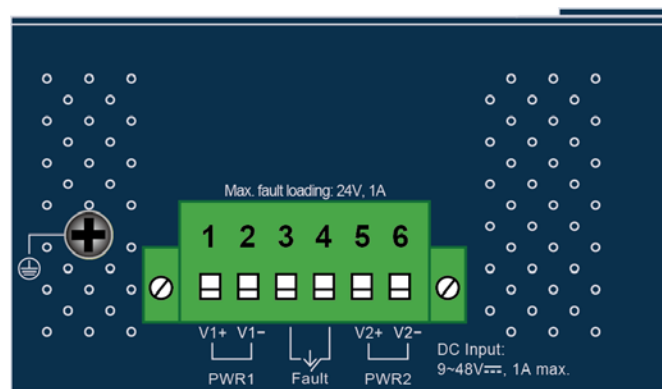 Max. fault loading: 24V, 1A
1 2 3 4 5 6
V1+ V1− V2+ V2−
PWR1 Fault PWR2
DC Input:
9~48V⎓, 1A max.